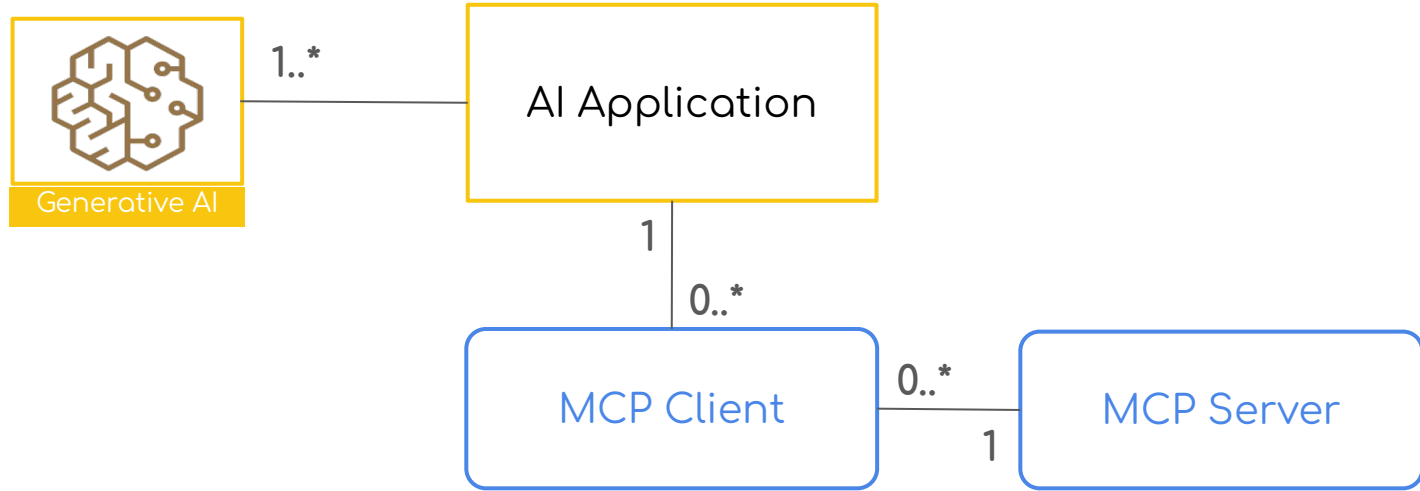 1..*
AI Application
Generative AI
1
0..*
MCP Client
0..*
1
MCP Server